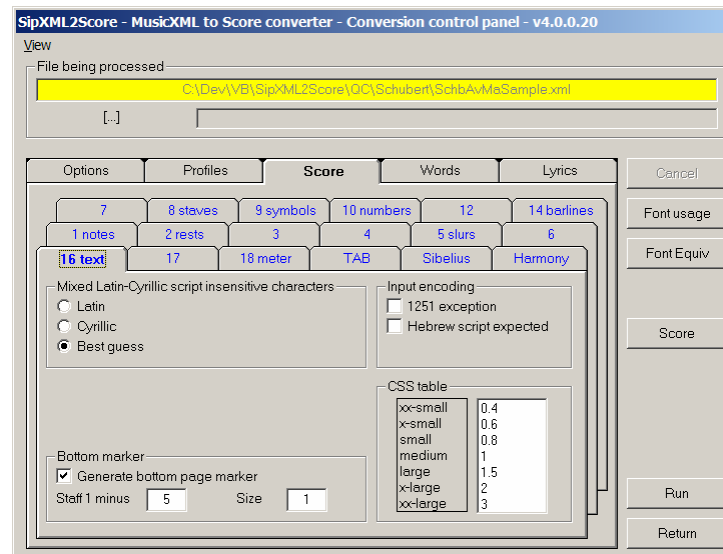 SipXML2Score - MusicXML to Score converter - Conversion control panel - v4.0.0.20
View
File being processed
C:\Dev\VB\SipXML2Score\QC\Schubert\SchbAvMaSample.xml
[...]
Options Profiles Score Words Lyrics
Cancel
Font usage
Font Equiv
Score
Run
Return
7 8 staves 9 symbols 10 numbers 12 14 barlines
1 notes 2 rests 3 4 5 slurs 6
16 text 17 18 meter TAB Sibelius Harmony
Mixed Latin-Cyrillic script insensitive characters
Latin
Cyrillic
Best guess
Input encoding
1251 exception
Hebrew script expected
CSS table
xx-small 0.4
x-small 0.6
small 0.8
medium 1
large 1.5
x-large 2
xx-large 3
Bottom marker
Generate bottom page marker
Staff 1 minus 5 Size 1